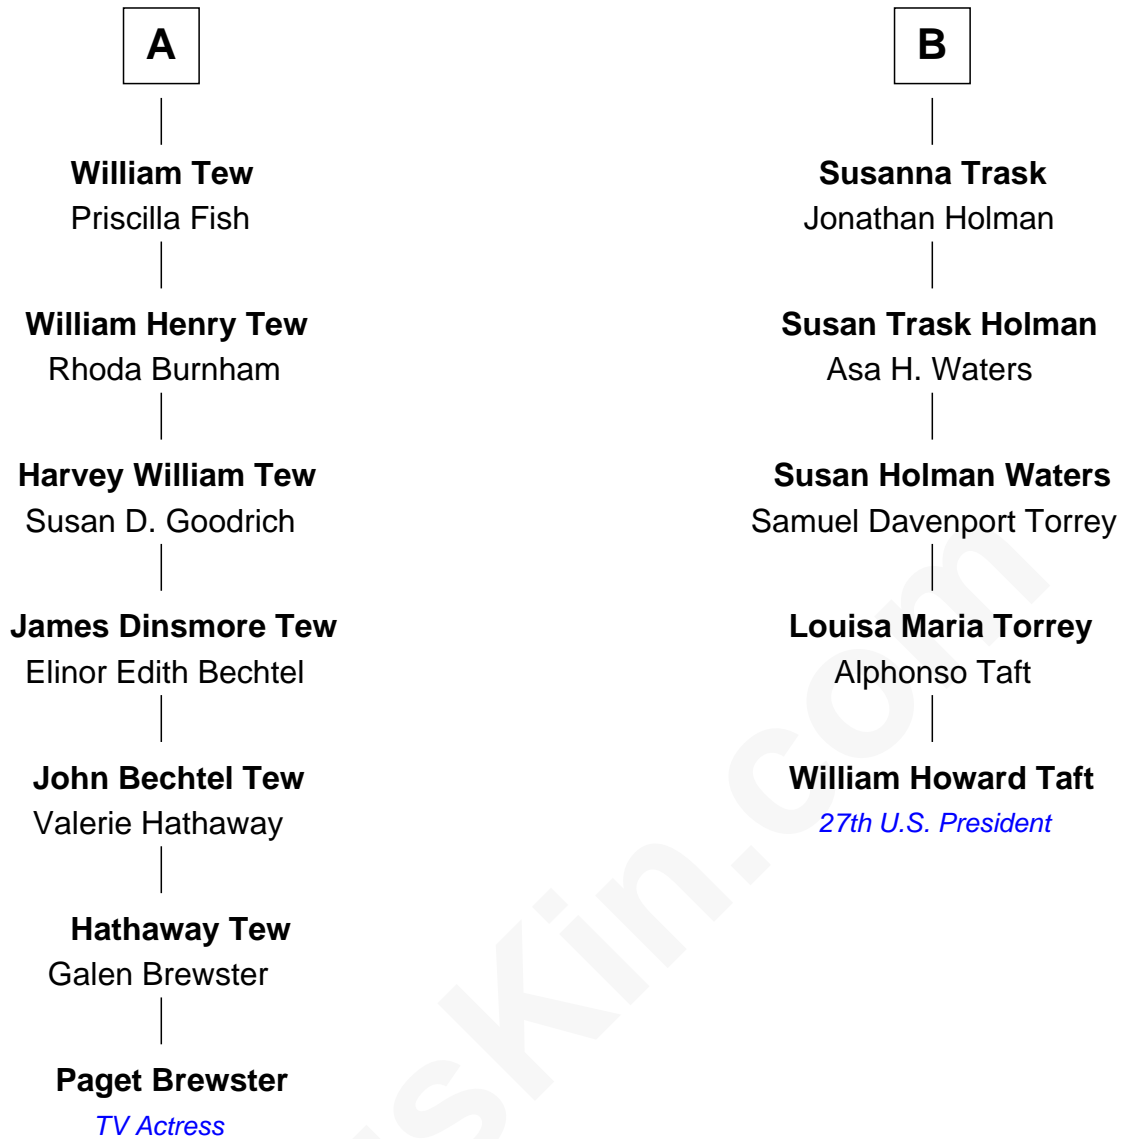 A
William Tew
Priscilla Fish
William Henry Tew
Rhoda Burnham
Harvey William Tew
Susan D. Goodrich
James Dinsmore Tew
Elinor Edith Bechtel
John Bechtel Tew
Valerie Hathaway
Hathaway Tew
Galen Brewster
Paget Brewster
TV Actress
B
Susanna Trask
Jonathan Holman
Susan Trask Holman
Asa H. Waters
Susan Holman Waters
Samuel Davenport Torrey
Louisa Maria Torrey
Alphonso Taft
William Howard Taft
27th U.S. President